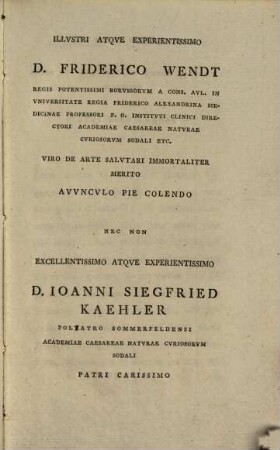 ILLVSTRI ATQVE EXPERIENTISSIMO
D. FRIDERICO WENDT
REGIS POTENTISSIMI BORVSSORVM A CONS. AVL. IN
VNIVERSITATE REGIA FRIDERICO ALEXANDRINA ME-
DICINAE PROFESSORI P. O. INSTITVTI CLINICI DIRE-
CTORI ACADEMIAE CAESAREAE NATVRAE
CVRIOSORVM SODALI ETC.
VIRO DE ARTE SALVTARI IMMORTALITER
MERITO
AVVNCVLO PIE COLENDO
NEC NON
EXCELLENTISSIMO ATQVE EXPERIENTISSIMO
D. IOANNI SIEGFRIED
KAEHLER
POLIATRO SOMMERFELDENSI
ACADEMIAE CAESAREAE NATVRAE CVRIOSORVM
SODALI
PATRI CARISSIMO